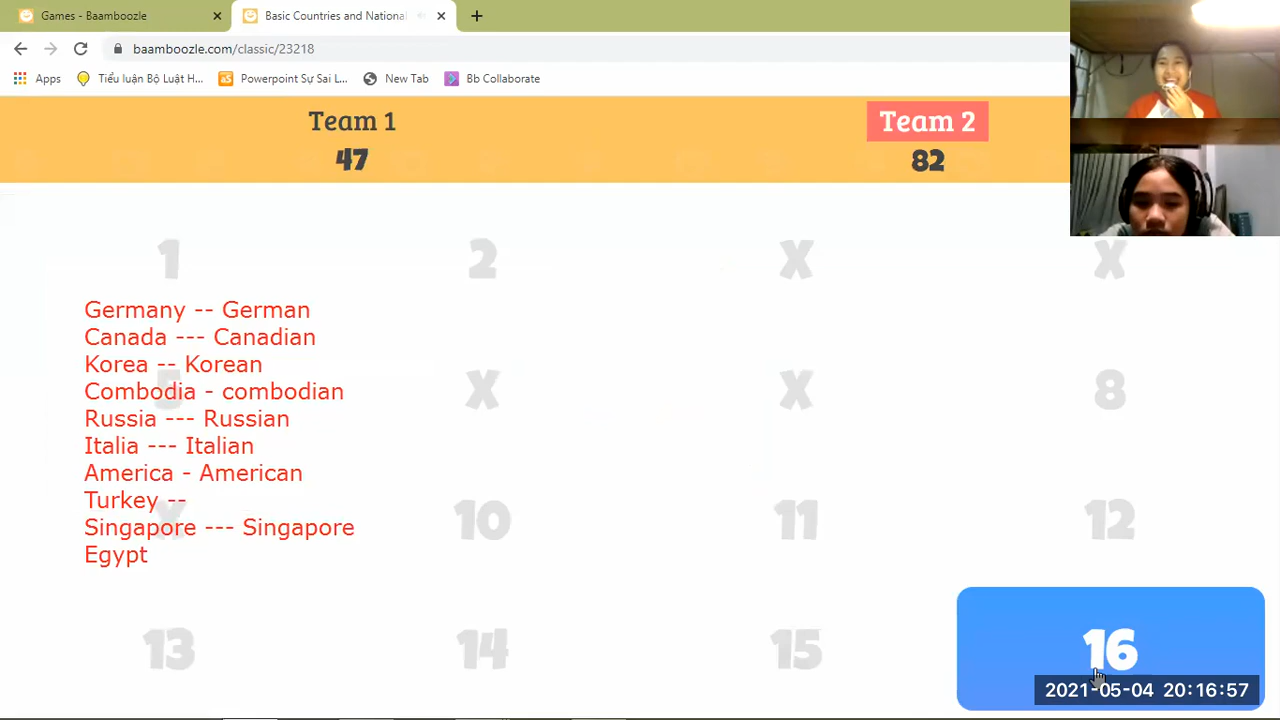 Games - Baamboozle
Basic Countries and National
baamboozle.com/classic/23218
Apps Tiểu luận Bộ Luật H... Powerpoint Sự Sai L... New Tab Bb Collaborate
Team 1 Team 2
47 82
1 2 X X
Germany -- German
Canada --- Canadian
Korea -- Korean
5 X X 8
Combodia - combodian
Russia --- Russian
Italia --- Italian
America - American
Turkey --
X 10 11 12
Singapore --- Singapore
Egypt
13 14 15 16
2021-05-04 20:16:57